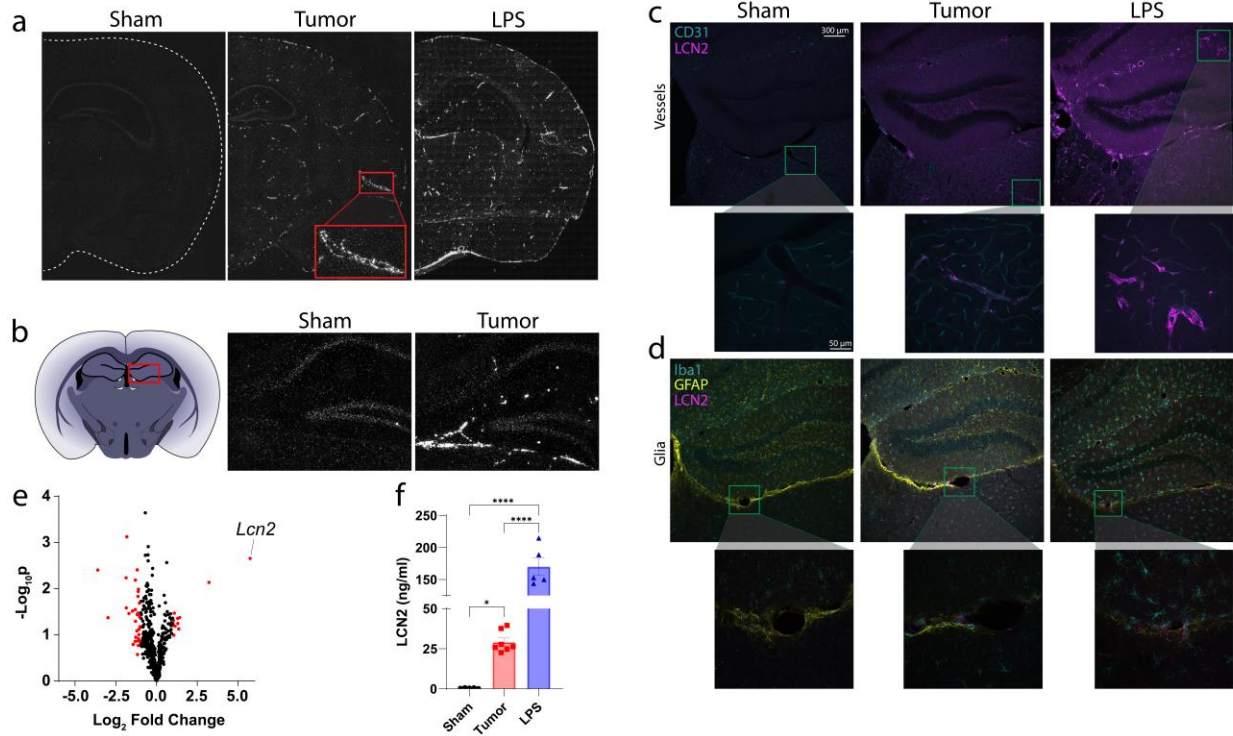 a
Sham Tumor LPS
b
Sham Tumor
c
Sham Tumor LPS
CD31
LCN2
300 µm
Vessels
50 µm
d
Iba1
GFAP
LCN2
Glia
e
Lcn2
4
3
2
1
0
-Log10p
-5.0 -2.5 0.0 2.5 5.0
Log2 Fold Change
f
****
****
*
250
200
150
100
50
25
0
LCN2 (ng/ml)
Sham
Tumor
LPS